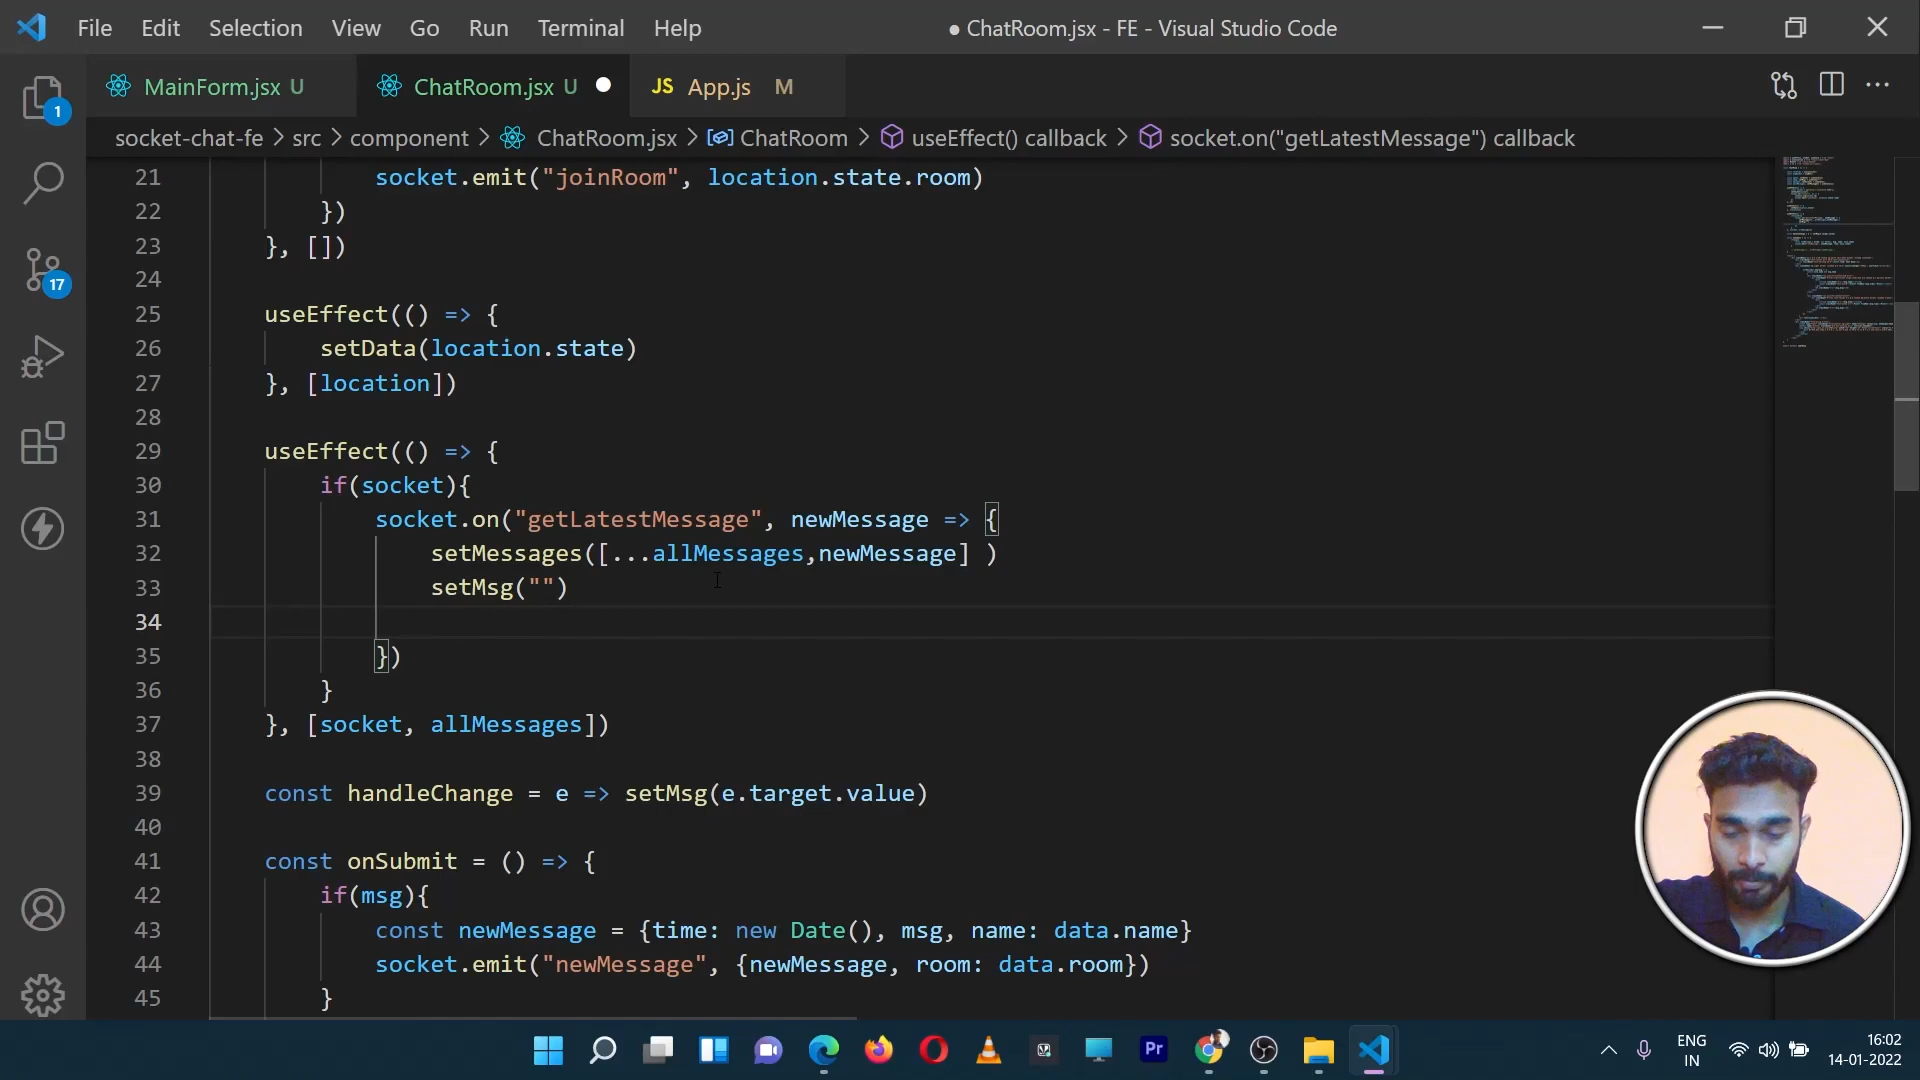 File Edit Selection View Go Run Terminal Help
● ChatRoom.jsx - FE - Visual Studio Code
MainForm.jsx U
ChatRoom.jsx U
JS App.js M
socket-chat-fe > src > component > ChatRoom.jsx > ChatRoom > useEffect() callback > socket.on("getLatestMessage") callback
1
17
21 socket.emit("joinRoom", location.state.room)
22 })
23 }, [])
24
25 useEffect(() => {
26 setData(location.state)
27 }, [location])
28
29 useEffect(() => {
30 if(socket){
31 socket.on("getLatestMessage", newMessage => {
32 setMessages([...allMessages,newMessage] )
33 setMsg("")
34
35 })
36 }
37 }, [socket, allMessages])
38
39 const handleChange = e => setMsg(e.target.value)
40
41 const onSubmit = () => {
42 if(msg){
43 const newMessage = {time: new Date(), msg, name: data.name}
44 socket.emit("newMessage", {newMessage, room: data.room})
45 }
Pr
ENG
IN
16:02
14-01-2022